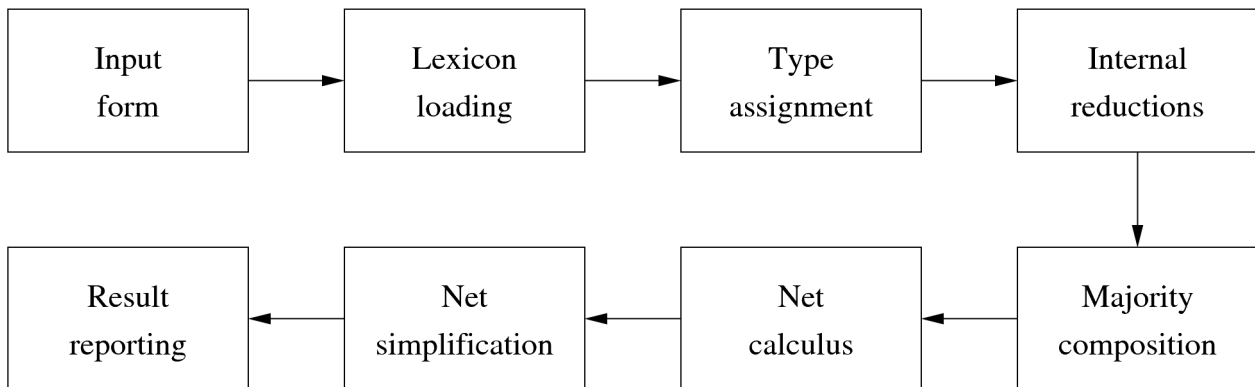 Input
form
Lexicon
loading
Type
assignment
Internal
reductions
Majority
composition
Net
calculus
Net
simplification
Result
reporting